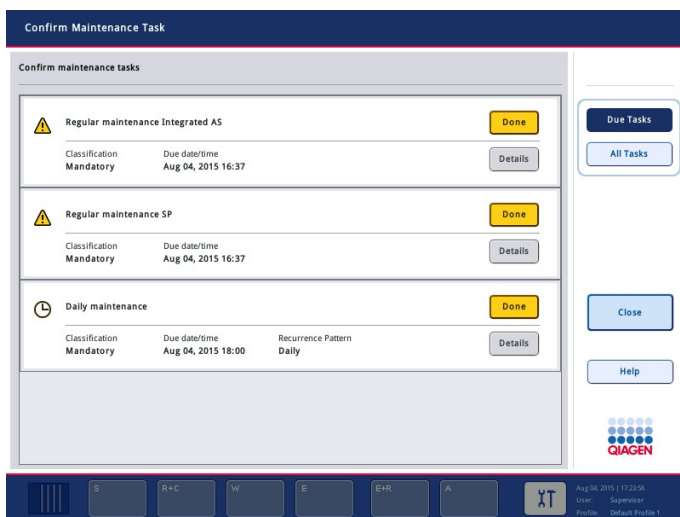 Confirm Maintenance Task
Confirm maintenance tasks
Regular maintenance Integrated AS
Done
Classification Due date/time
Mandatory Aug 04, 2015 16:37
Details
Regular maintenance SP
Done
Classification Due date/time
Mandatory Aug 04, 2015 16:37
Details
Daily maintenance
Done
Classification Due date/time Recurrence Pattern
Mandatory Aug 04, 2015 18:00 Daily
Details
Due Tasks
All Tasks
Close
Help
QIAGEN
S R+C W E E+R A
Aug 04, 2015 | 17:23:56
User: Supervisor
Profile: Default Profile 1